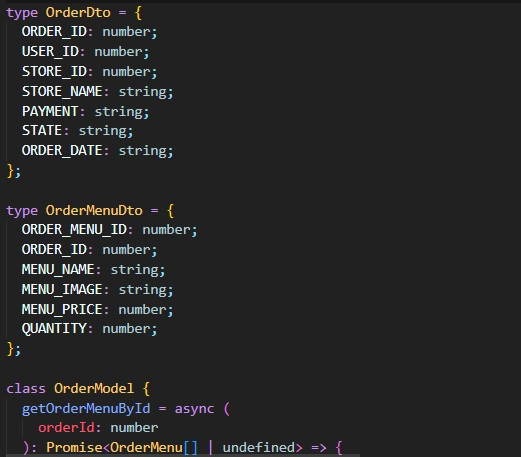 type OrderDto = {
  ORDER_ID: number;
  USER_ID: number;
  STORE_ID: number;
  STORE_NAME: string;
  PAYMENT: string;
  STATE: string;
  ORDER_DATE: string;
};
type OrderMenuDto = {
  ORDER_MENU_ID: number;
  ORDER_ID: number;
  MENU_NAME: string;
  MENU_IMAGE: string;
  MENU_PRICE: number;
  QUANTITY: number;
};
class OrderModel {
  getOrderMenuById = async (
    orderId: number
  ): Promise<OrderMenu[] | undefined> => {